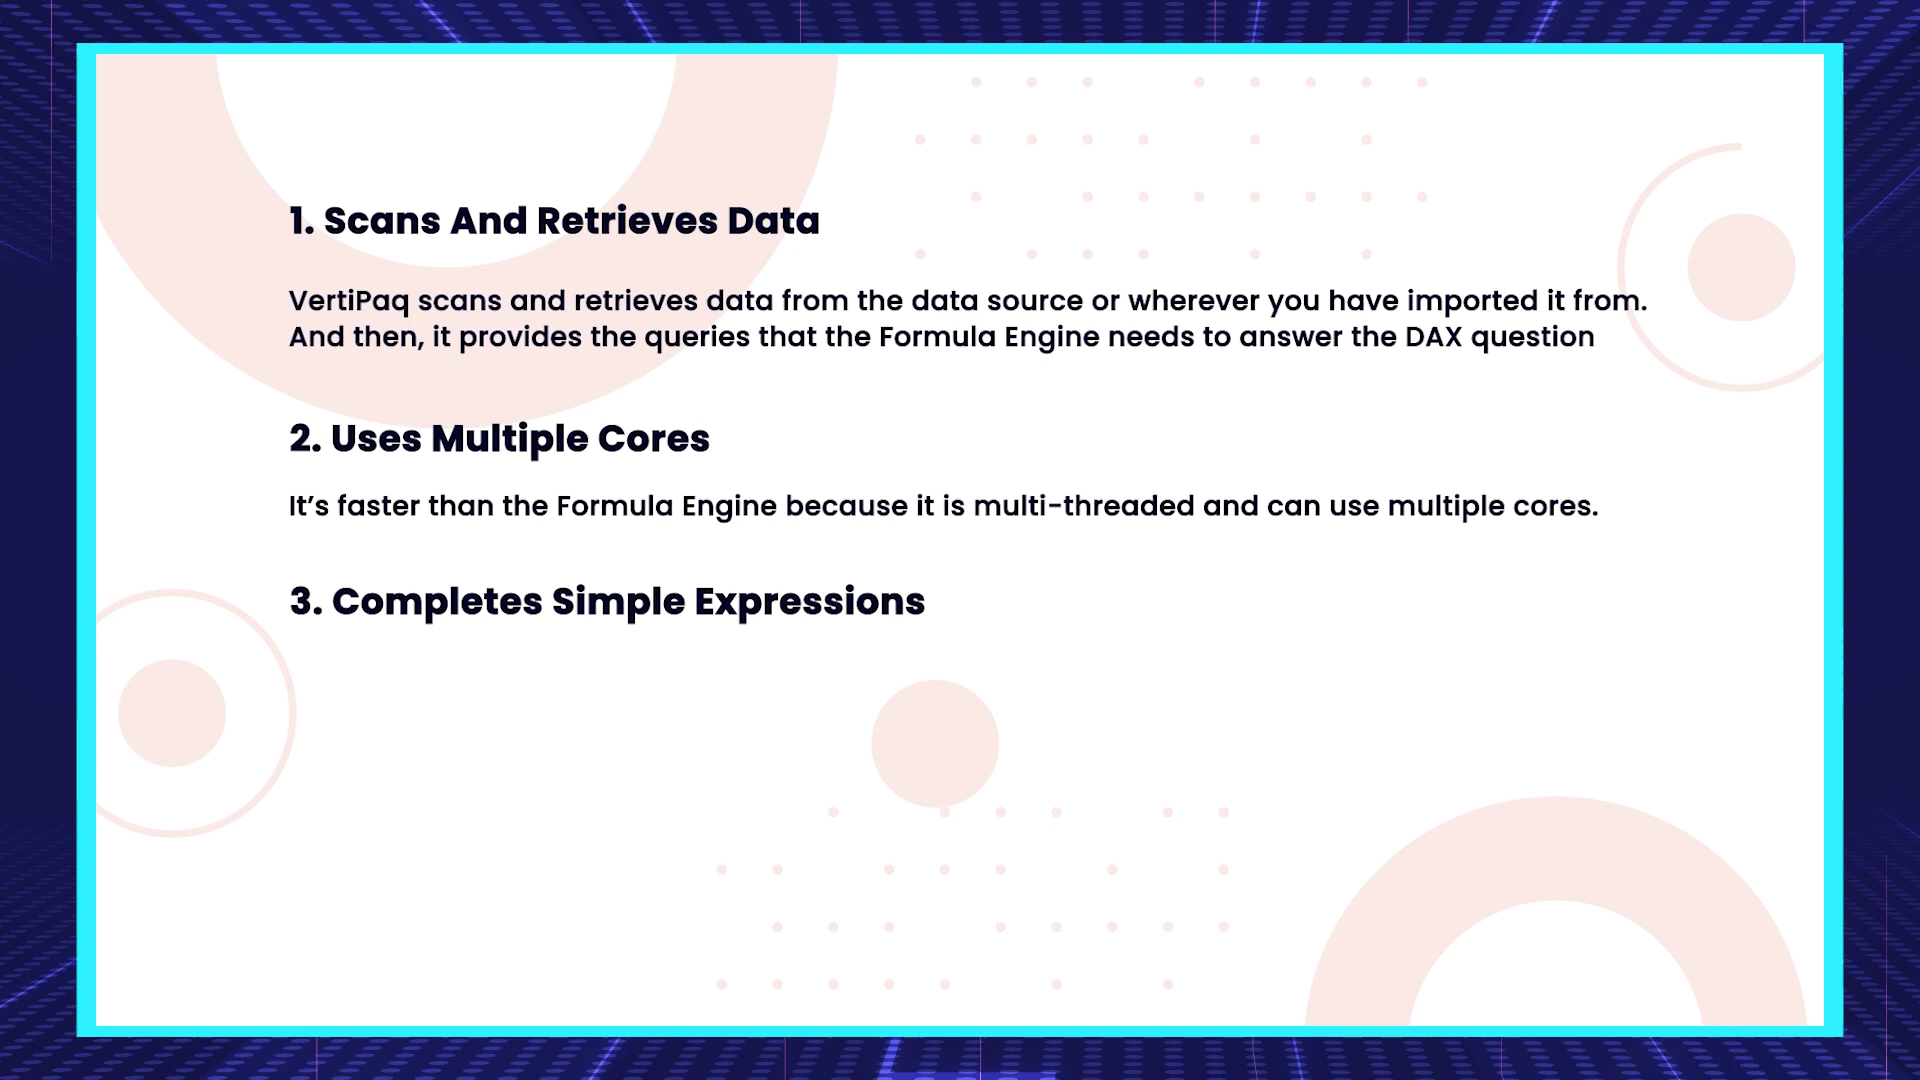 1. Scans And Retrieves Data
VertiPaq scans and retrieves data from the data source or wherever you have imported it from.
And then, it provides the queries that the Formula Engine needs to answer the DAX question
2. Uses Multiple Cores
It’s faster than the Formula Engine because it is multi-threaded and can use multiple cores.
3. Completes Simple Expressions